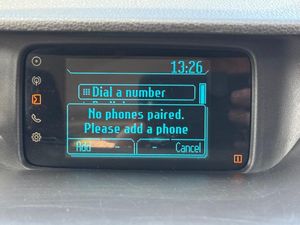 13:26
Dial a number
No phones paired.
Please add a phone
Add - - Cancel